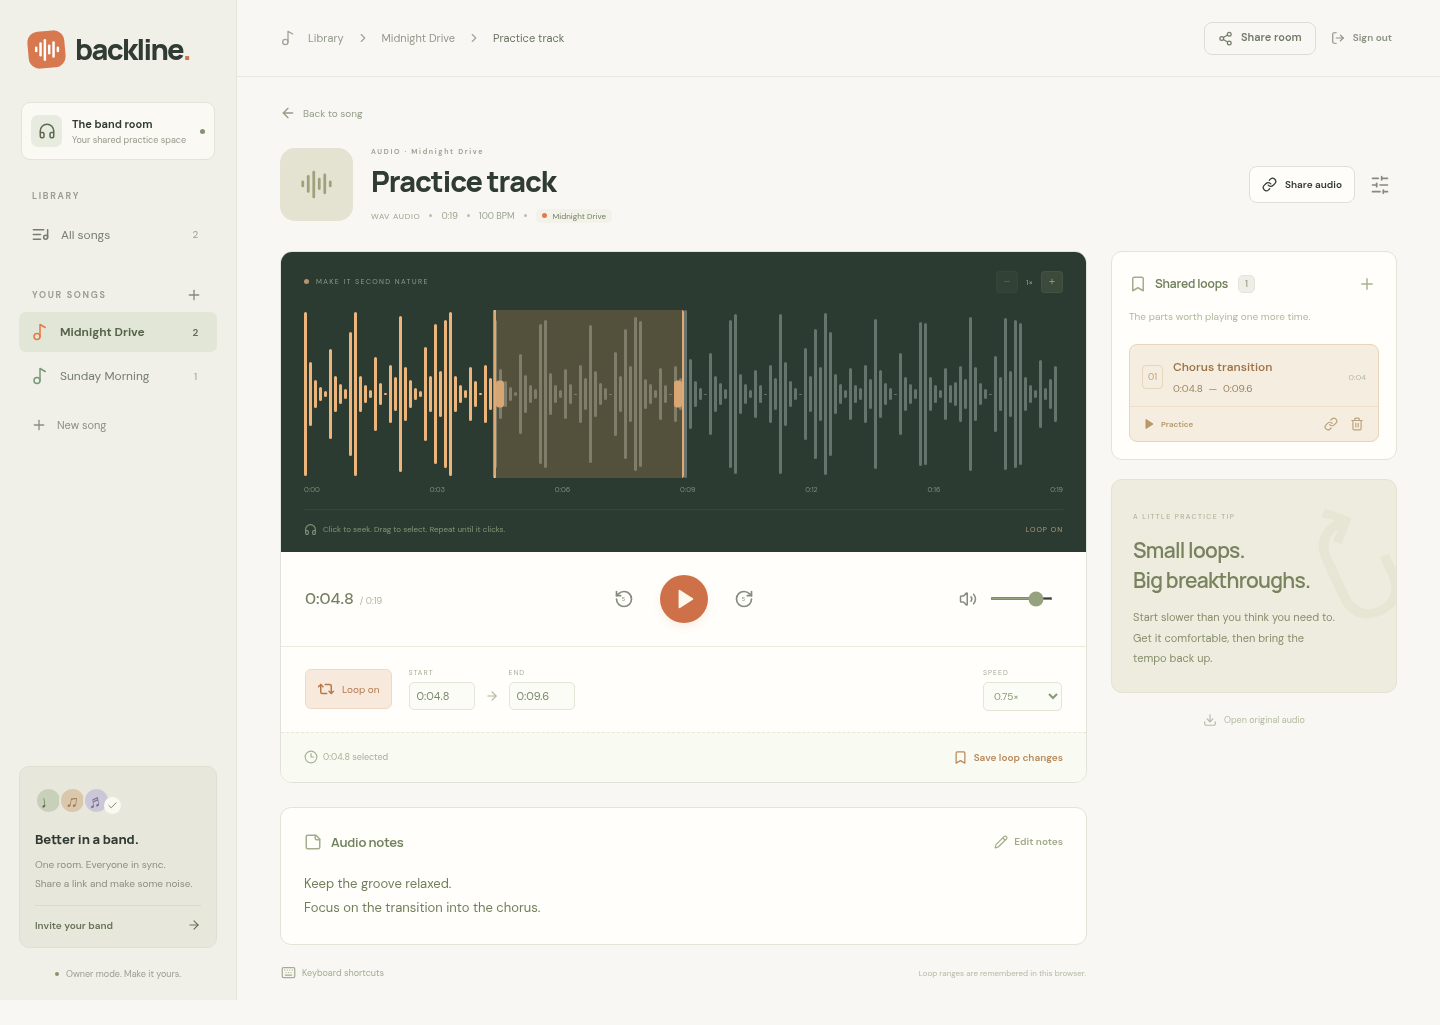 backline.
The band room
Your shared practice space
LIBRARY
All songs 2
YOUR SONGS
Midnight Drive 2
Sunday Morning 1
New song
Better in a band.
One room. Everyone in sync.
Share a link and make some noise.
Invite your band
Owner mode. Make it yours.
Library Midnight Drive Practice track
Share room
Sign out
Back to song
AUDIO · Midnight Drive
Practice track
WAV AUDIO • 0:19 • 100 BPM • Midnight Drive
Share audio
MAKE IT SECOND NATURE
− 1× +
0:00 0:03 0:06 0:09 0:12 0:16 0:19
Click to seek. Drag to select. Repeat until it clicks.
LOOP ON
0:04.8 / 0:19
5 5
Loop on
START
0:04.8
END
0:09.6
SPEED
0.75×
0:04.8 selected
Save loop changes
Audio notes
Edit notes
Keep the groove relaxed.
Focus on the transition into the chorus.
Keyboard shortcuts
Loop ranges are remembered in this browser.
Shared loops 1
The parts worth playing one more time.
01
Chorus transition
0:04.8 — 0:09.6
0:04
Practice
A LITTLE PRACTICE TIP
Small loops.
Big breakthroughs.
Start slower than you think you need to.
Get it comfortable, then bring the
tempo back up.
Open original audio